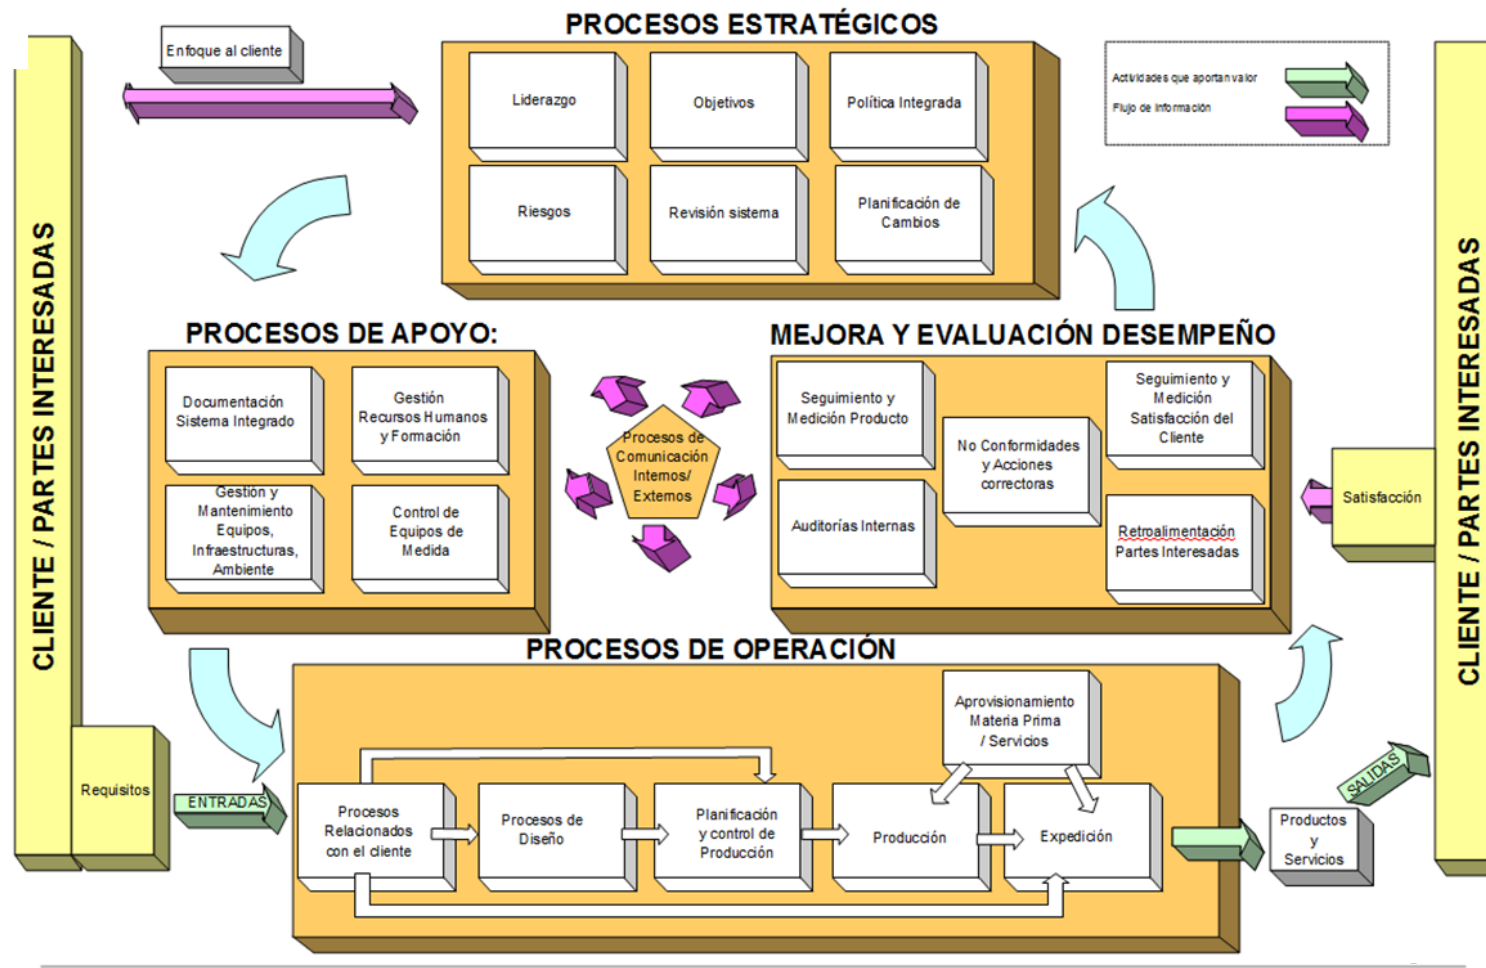 PROCESOS ESTRATÉGICOS
Enfoque al cliente
Liderazgo
Objetivos
Política Integrada
Riesgos
Revisión sistema
Planificación de
Cambios
Actividades que aportan valor
Flujo de Información
CLIENTE / PARTES INTERESADAS
PROCESOS DE APOYO:
Documentación
Sistema Integrado
Gestión
Recursos Humanos
y Formación
Gestión y
Mantenimiento
Equipos,
Infraestructuras,
Ambiente
Control de
Equipos de
Medida
Procesos de
Comunicación
Internos/
Externos
MEJORA Y EVALUACIÓN DESEMPEÑO
Seguimiento y
Medición Producto
No Conformidades
y Acciones
correctoras
Seguimiento y
Medición
Satisfacción del
Cliente
Auditorías Internas
Retroalimentación
Partes Interesadas
Satisfacción
CLIENTE / PARTES INTERESADAS
PROCESOS DE OPERACIÓN
Requisitos
ENTRADAS
Procesos
Relacionados
con el cliente
Procesos de
Diseño
Planificación
y control de
Producción
Aprovisionamiento
Materia Prima
/ Servicios
Producción
Expedición
Productos
y
Servicios
SALIDAS